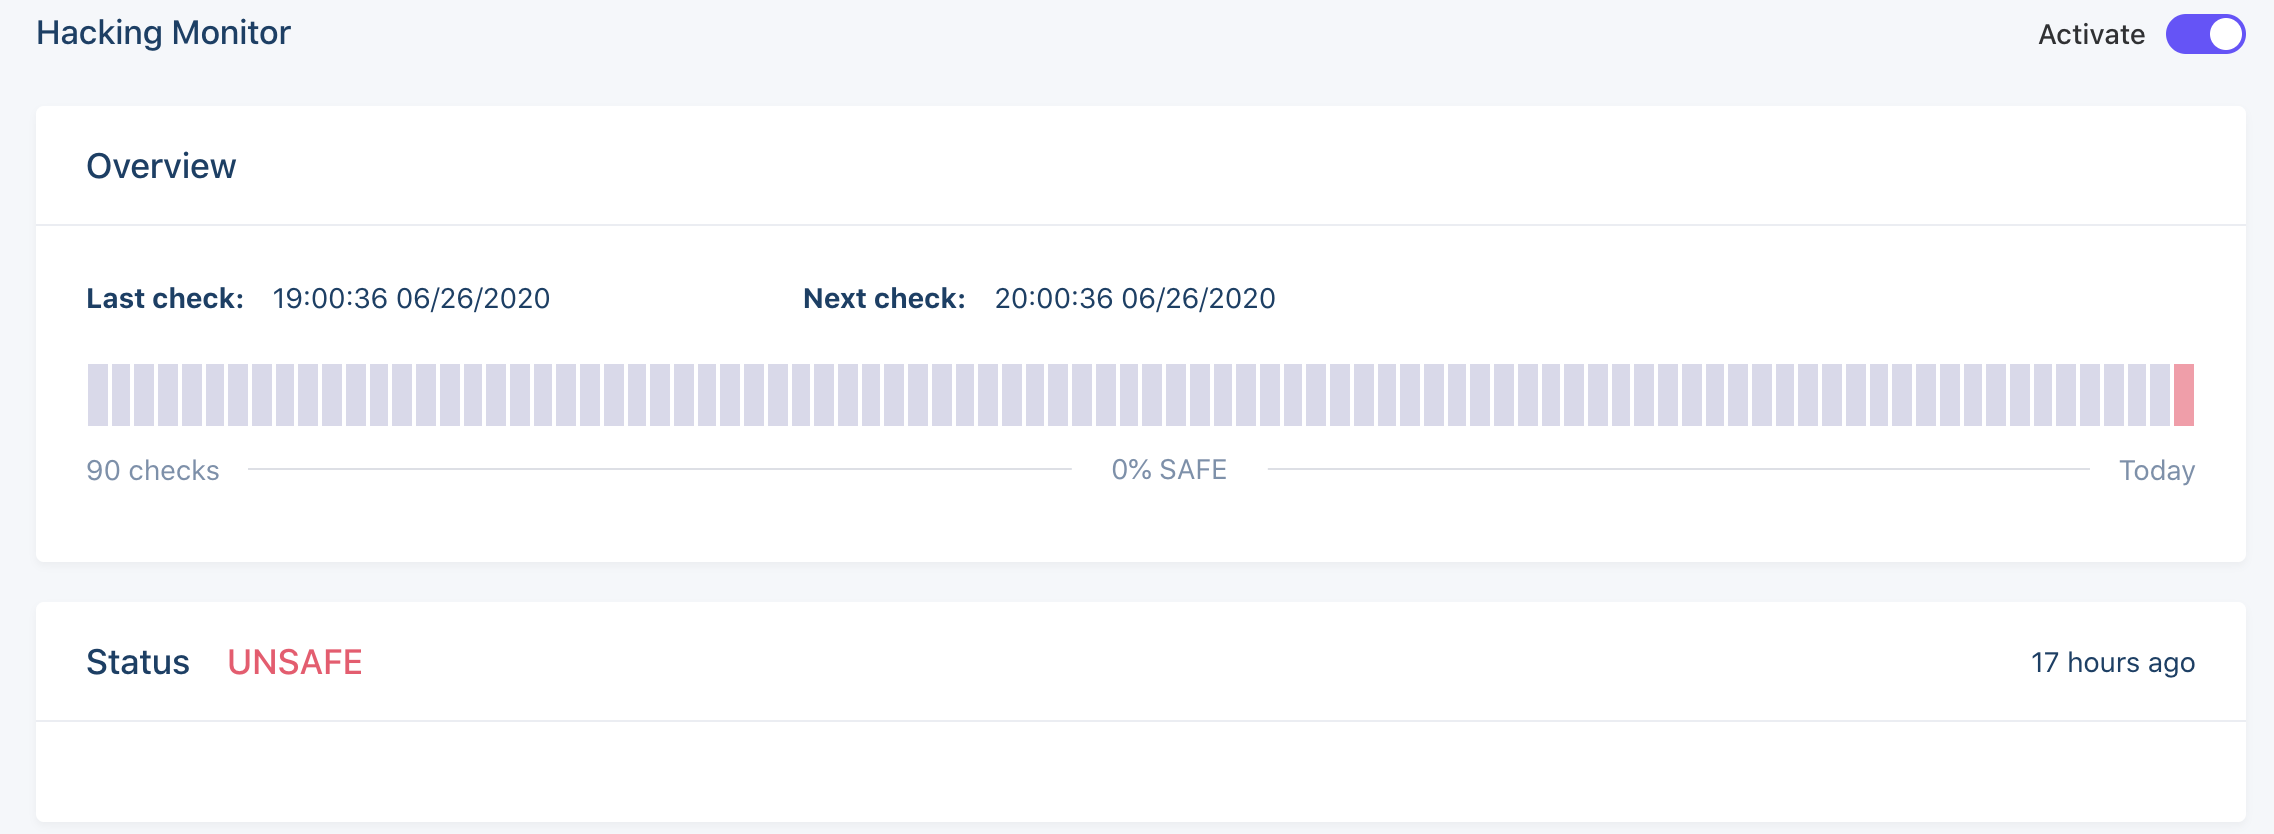 Hacking Monitor
Activate
Overview
Last check: 19:00:36 06/26/2020
Next check: 20:00:36 06/26/2020
90 checks
0% SAFE
Today
Status UNSAFE
17 hours ago